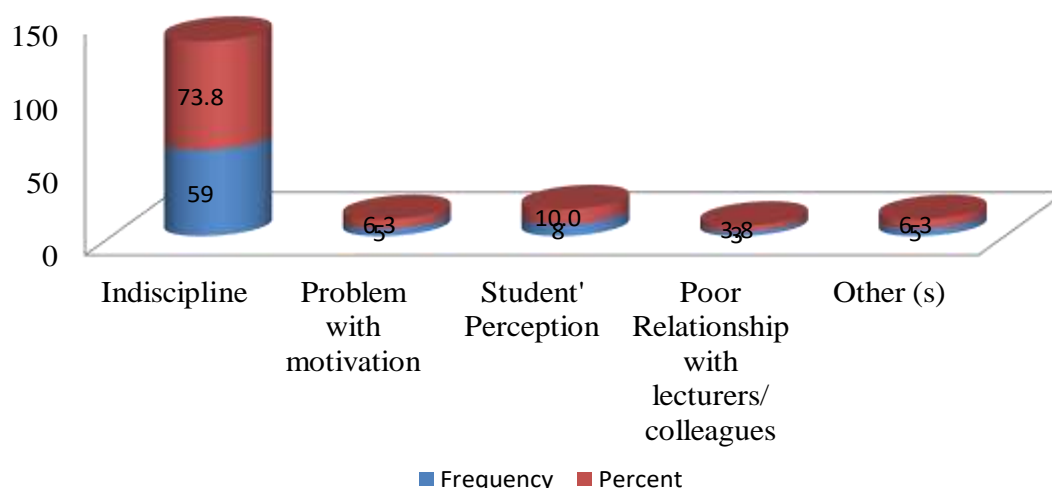 150
100
50
0
73.8
59
6.3
5
10.0
8
3.8
3
6.3
5
Indiscipline
Problem
with
motivation
Student'
Perception
Poor
Relationship
with
lecturers/
colleagues
Other (s)
Frequency Percent